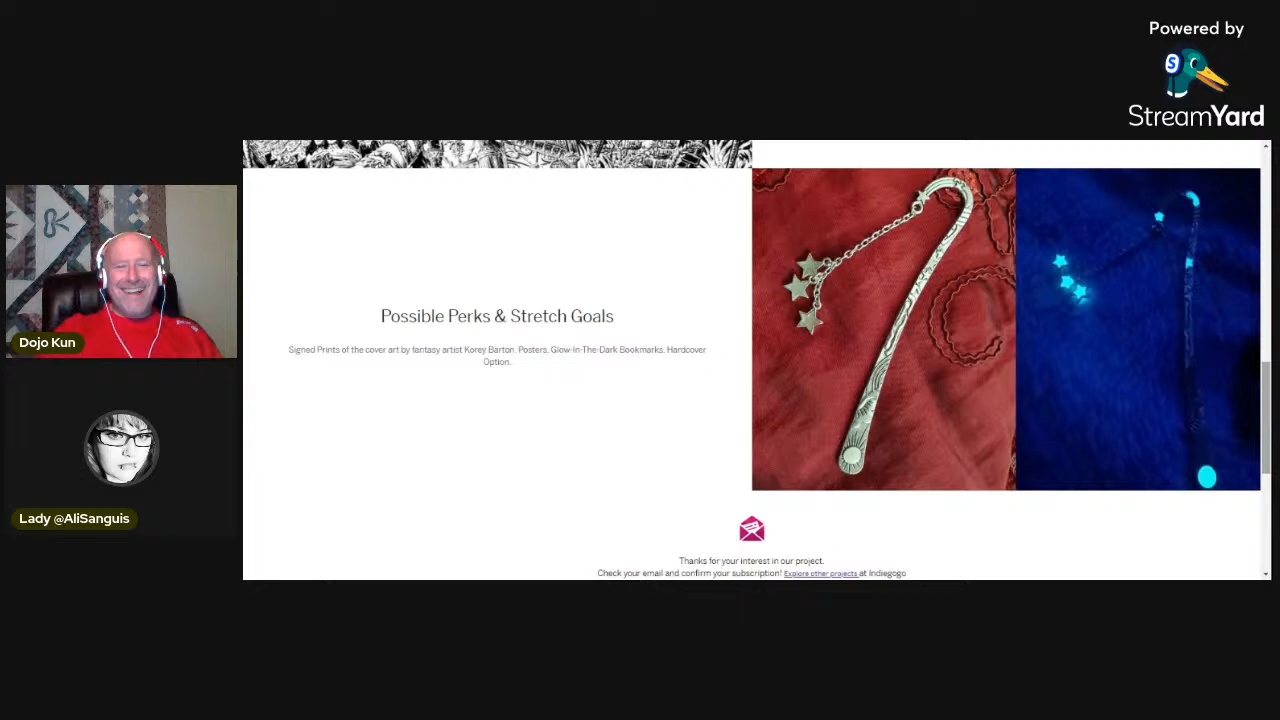 Powered by
StreamYard
Dojo Kun
Lady @AliSanguis
Possible Perks & Stretch Goals
Signed Prints of the cover art by fantasy artist Korey Barton, Posters, Glow-In-The-Dark Bookmarks, Hardcover
Option.
Thanks for your interest in our project.
Check your email and confirm your subscription! Explore other projects at Indiegogo